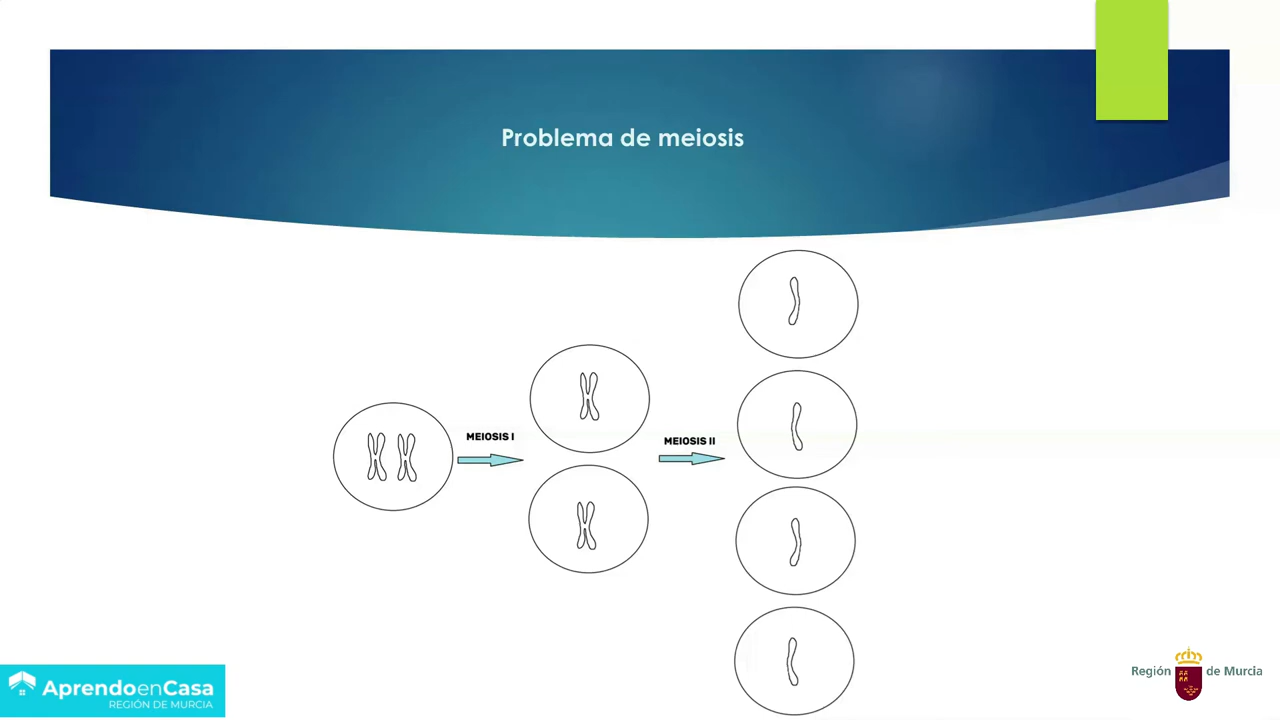 Problema de meiosis
MEIOSIS I
MEIOSIS II
AprendoenCasa
REGIÓN DE MURCIA
Región de Murcia